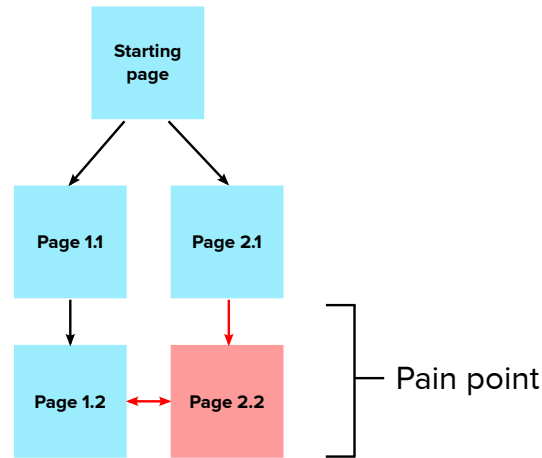 Starting
page
Page 1.1
Page 2.1
Page 1.2
Page 2.2
Pain point